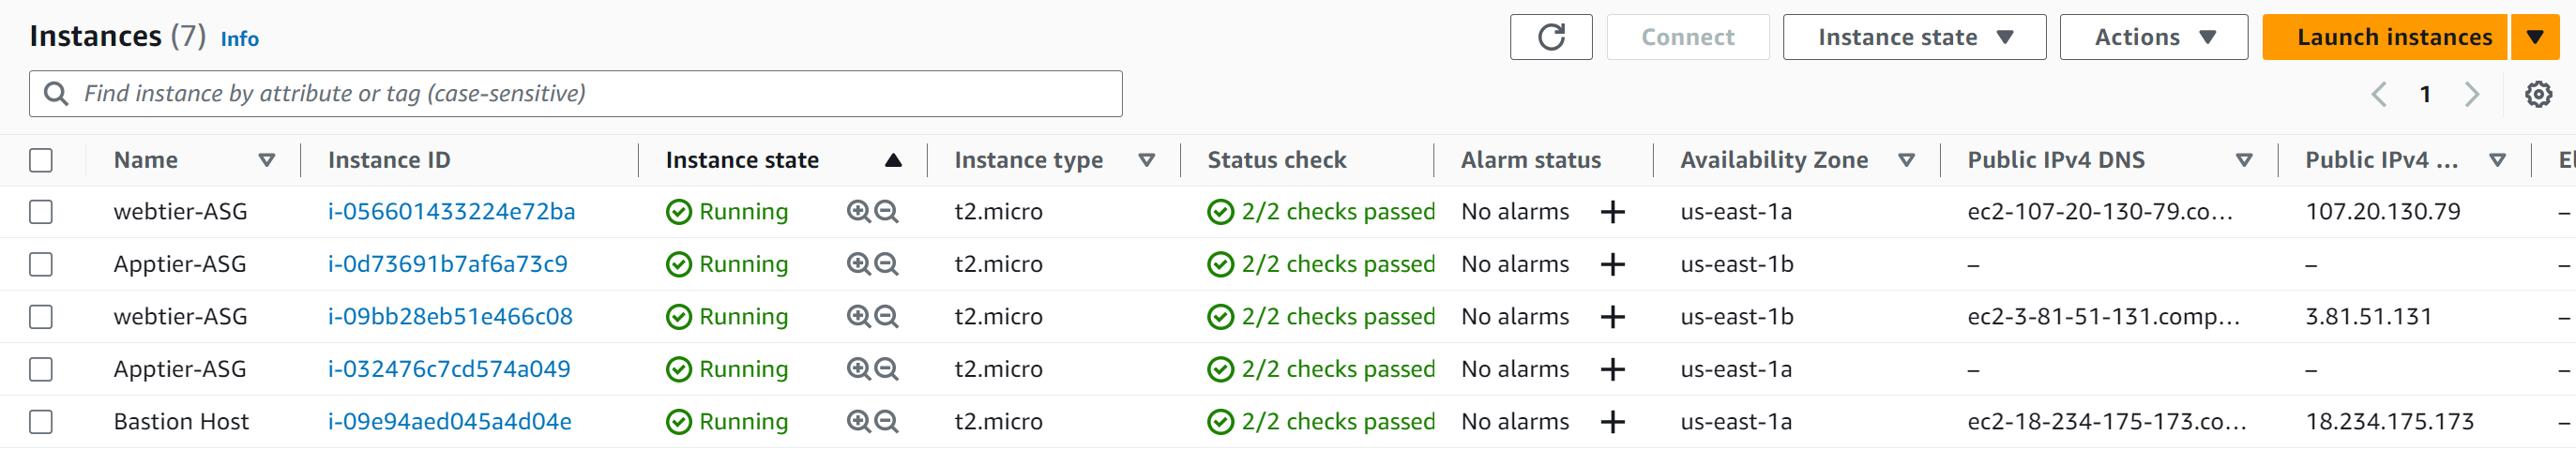 Instances (7) Info
Connect Instance state Actions Launch instances
Find instance by attribute or tag (case-sensitive)
1
Name Instance ID Instance state Instance type Status check Alarm status Availability Zone Public IPv4 DNS Public IPv4 ... El
webtier-ASG i-056601433224e72ba Running t2.micro 2/2 checks passed No alarms + us-east-1a ec2-107-20-130-79.co... 107.20.130.79 –
Apptier-ASG i-0d73691b7af6a73c9 Running t2.micro 2/2 checks passed No alarms + us-east-1b – – –
webtier-ASG i-09bb28eb51e466c08 Running t2.micro 2/2 checks passed No alarms + us-east-1b ec2-3-81-51-131.comp... 3.81.51.131 –
Apptier-ASG i-032476c7cd574a049 Running t2.micro 2/2 checks passed No alarms + us-east-1a – – –
Bastion Host i-09e94aed045a4d04e Running t2.micro 2/2 checks passed No alarms + us-east-1a ec2-18-234-175-173.co... 18.234.175.173 –